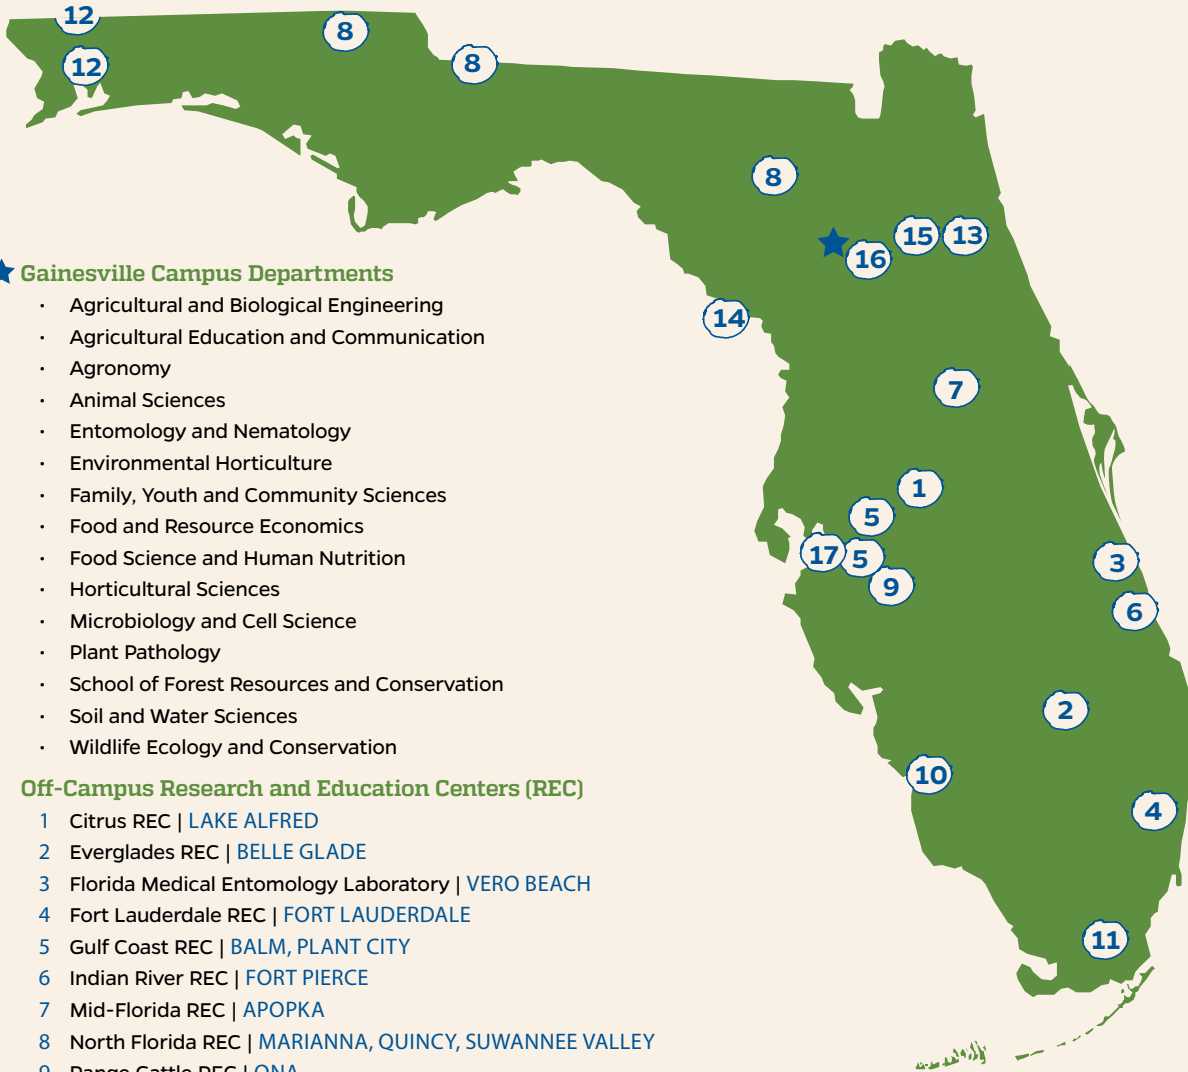 12
8
12
8
8
15
13
16
14
7
1
5
17
5
9
3
6
2
10
4
11
Gainesville Campus Departments
· Agricultural and Biological Engineering
· Agricultural Education and Communication
· Agronomy
· Animal Sciences
· Entomology and Nematology
· Environmental Horticulture
· Family, Youth and Community Sciences
· Food and Resource Economics
· Food Science and Human Nutrition
· Horticultural Sciences
· Microbiology and Cell Science
· Plant Pathology
· School of Forest Resources and Conservation
· Soil and Water Sciences
· Wildlife Ecology and Conservation
Off-Campus Research and Education Centers (REC)
1 Citrus REC | LAKE ALFRED
2 Everglades REC | BELLE GLADE
3 Florida Medical Entomology Laboratory | VERO BEACH
4 Fort Lauderdale REC | FORT LAUDERDALE
5 Gulf Coast REC | BALM, PLANT CITY
6 Indian River REC | FORT PIERCE
7 Mid-Florida REC | APOPKA
8 North Florida REC | MARIANNA, QUINCY, SUWANNEE VALLEY
9 Range Cattle REC | ONA